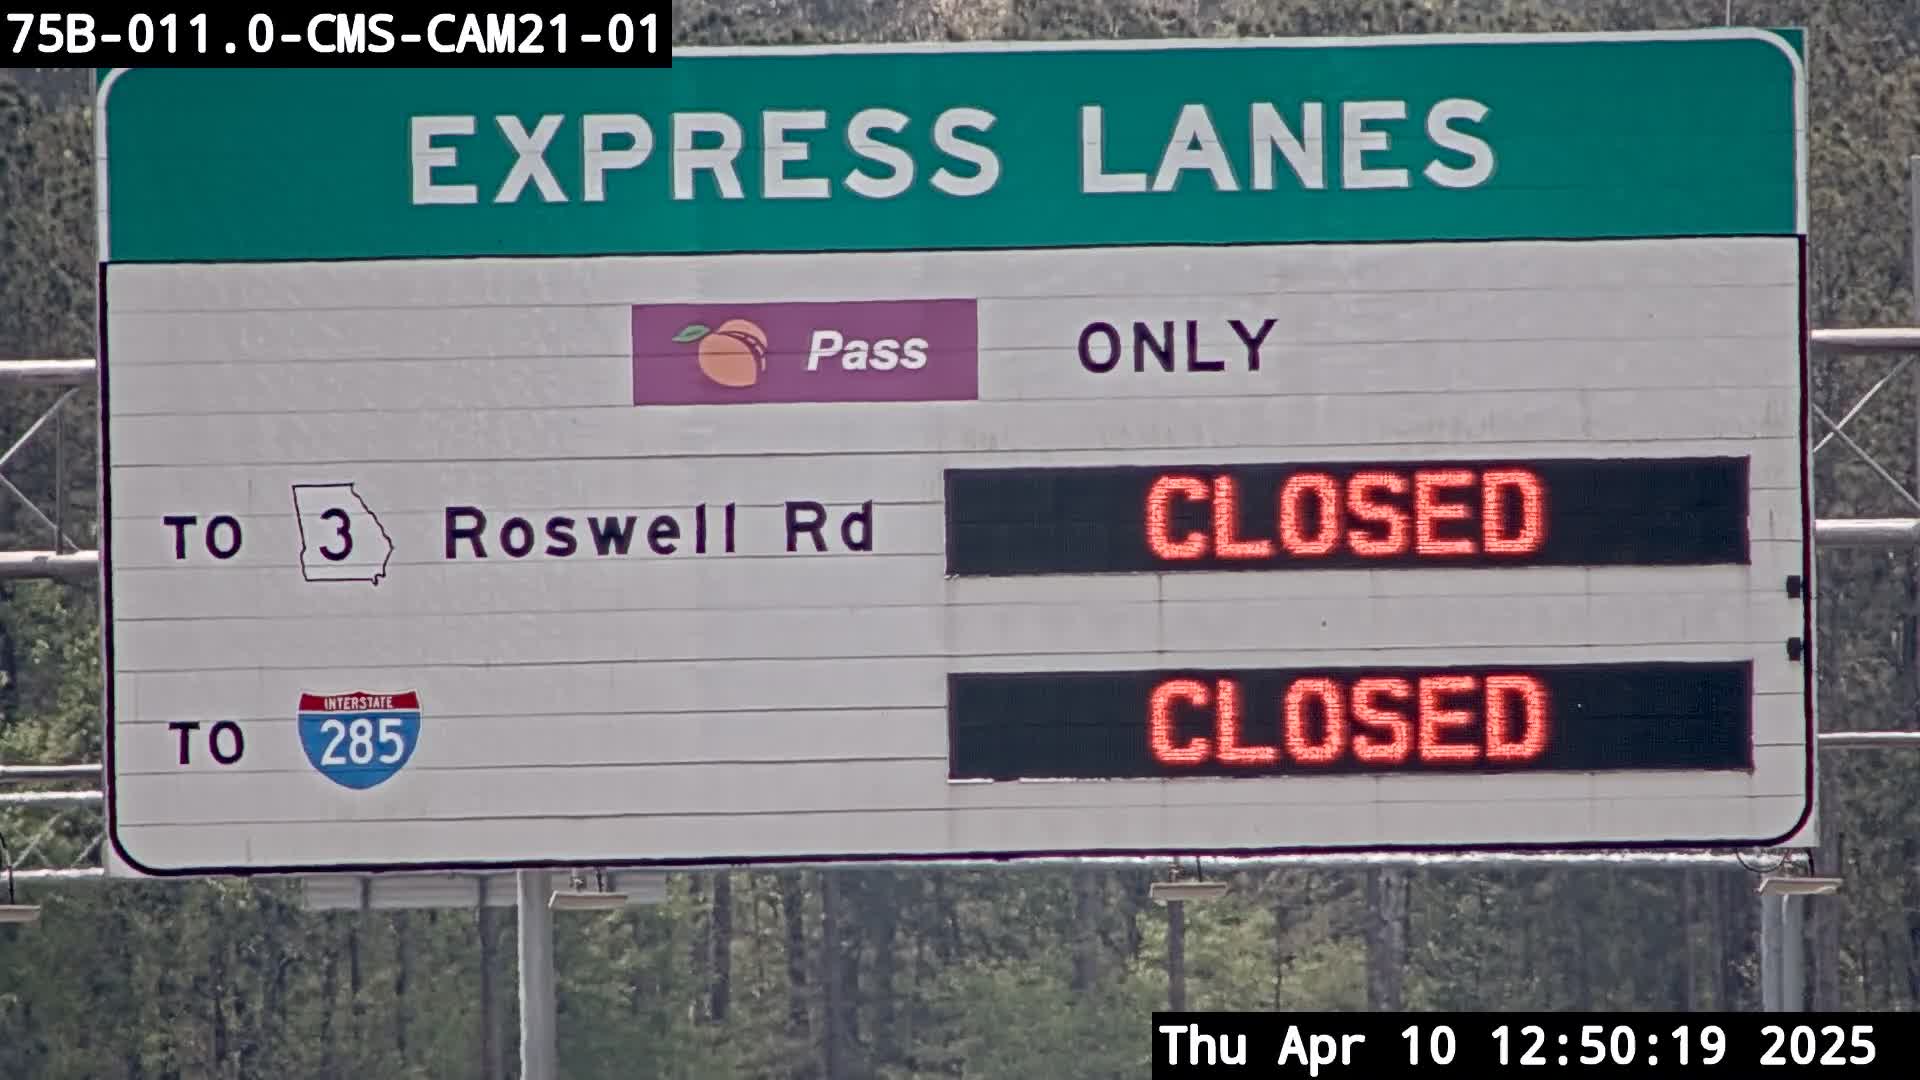 75B-011.0-CMS-CAM21-01
EXPRESS LANES
Pass ONLY
TO 3 Roswell Rd CLOSED
TO INTERSTATE 285 CLOSED
Thu Apr 10 12:50:19 2025